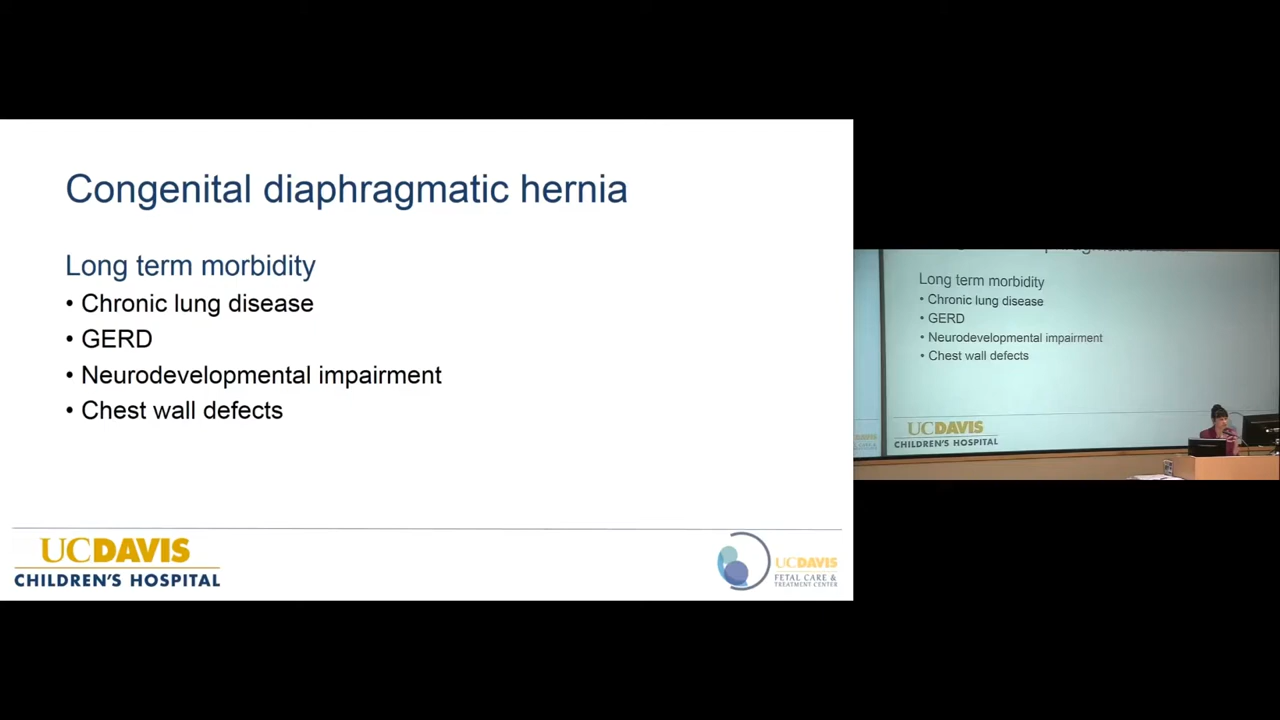 Congenital diaphragmatic hernia
Long term morbidity
• Chronic lung disease
• GERD
• Neurodevelopmental impairment
• Chest wall defects
UCDAVIS
CHILDREN'S HOSPITAL
UCDAVIS
FETAL CARE &
TREATMENT CENTER
Long term morbidity
• Chronic lung disease
• GERD
• Neurodevelopmental impairment
• Chest wall defects
UCDAVIS
CHILDREN'S HOSPITAL